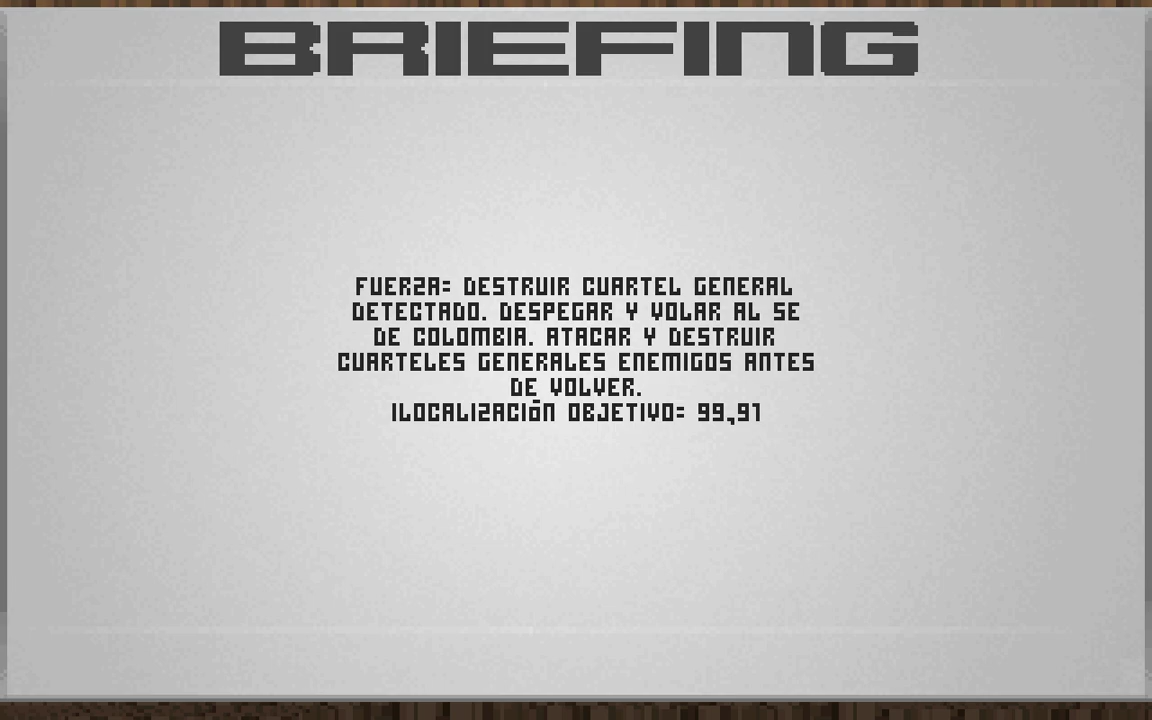 BRIEFING
FUERZA: DESTRUIR CUARTEL GENERAL
DETECTADO. DESPEGAR Y VOLAR AL SE
DE COLOMBIA. ATACAR Y DESTRUIR
CUARTELES GENERALES ENEMIGOS ANTES
DE VOLVER.
ILOCALIZACIÓN OBJETIVO: 99,91